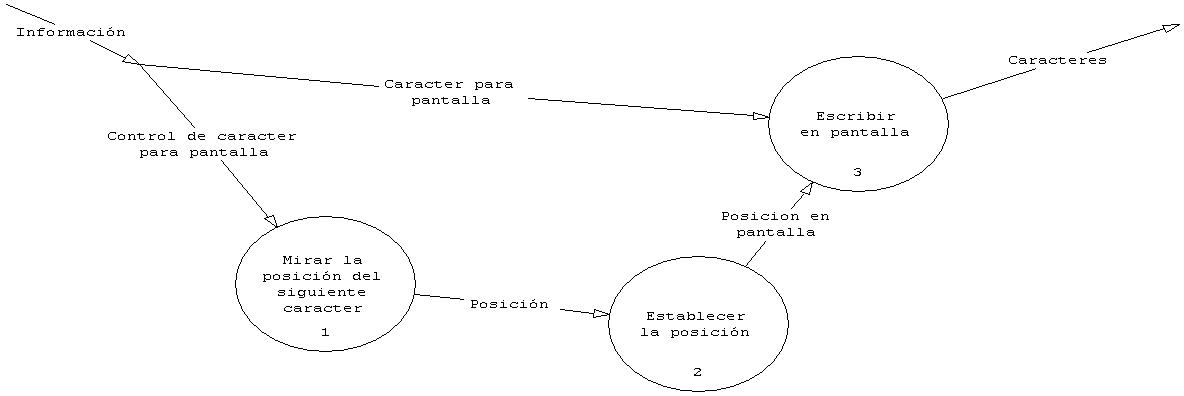 Información
Caracter para
pantalla
Caracteres
Escribir
en pantalla
3
Control de caracter
para pantalla
Mirar la
posición del
siguiente
caracter
1
Posición
Establecer
la posición
2
Posicion en
pantalla